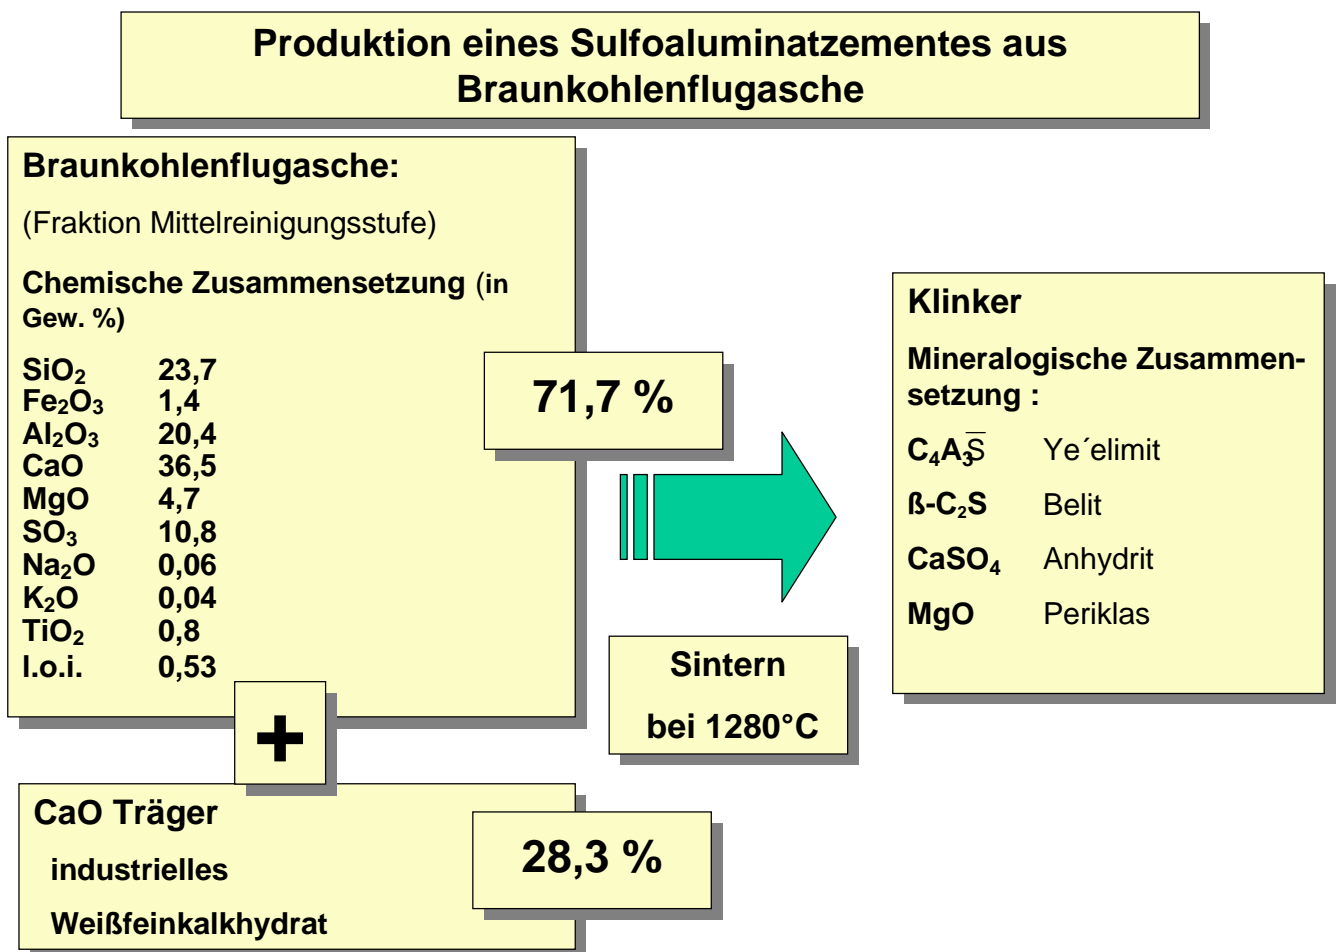 Produktion eines Sulfoaluminatzementes aus
Braunkohlenflugasche
Braunkohlenflugasche:
(Fraktion Mittelreinigungsstufe)
Chemische Zusammensetzung (in
Gew. %)
SiO₂ 23,7
Fe₂O₃ 1,4
Al₂O₃ 20,4
CaO 36,5
MgO 4,7
SO₃ 10,8
Na₂O 0,06
K₂O 0,04
TiO₂ 0,8
l.o.i. 0,53
71,7 %
+
CaO Träger
industrielles
Weißfeinkalkhydrat
28,3 %
Sintern
bei 1280°C
Klinker
Mineralogische Zusammen-
setzung :
C₄A₃S̅ Ye´elimit
ß-C₂S Belit
CaSO₄ Anhydrit
MgO Periklas